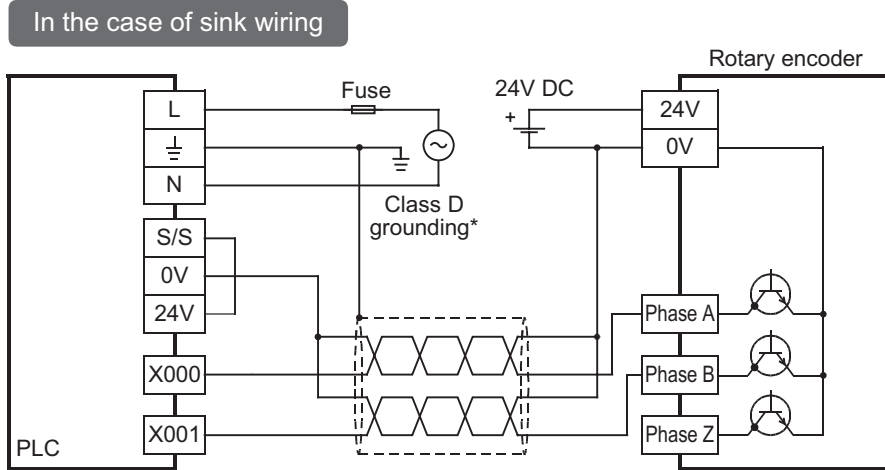 In the case of sink wiring
Rotary encoder
Fuse
24V DC
L
24V
+
0V
N
Class D
grounding*
S/S
0V
24V
Phase A
X000
Phase B
X001
Phase Z
PLC